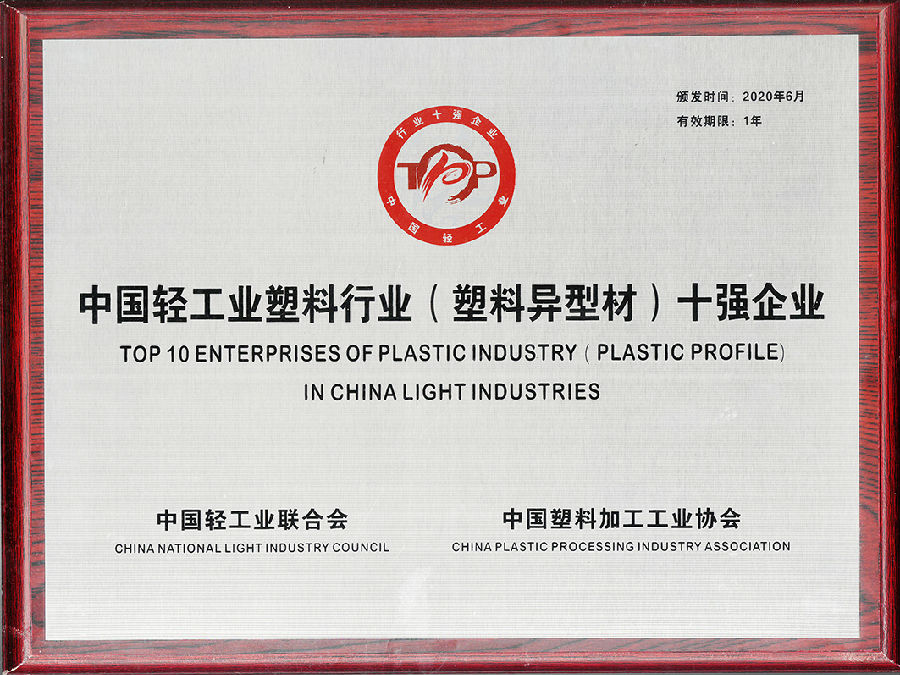 颁发时间：2020年6月
有效期限：1年
行业十强企业
TOP
中国轻工业
中国轻工业塑料行业（塑料异型材）十强企业
TOP 10 ENTERPRISES OF PLASTIC INDUSTRY ( PLASTIC PROFILE)
IN CHINA LIGHT INDUSTRIES
中国轻工业联合会
CHINA NATIONAL LIGHT INDUSTRY COUNCIL
中国塑料加工工业协会
CHINA PLASTIC PROCESSING INDUSTRY ASSOCIATION